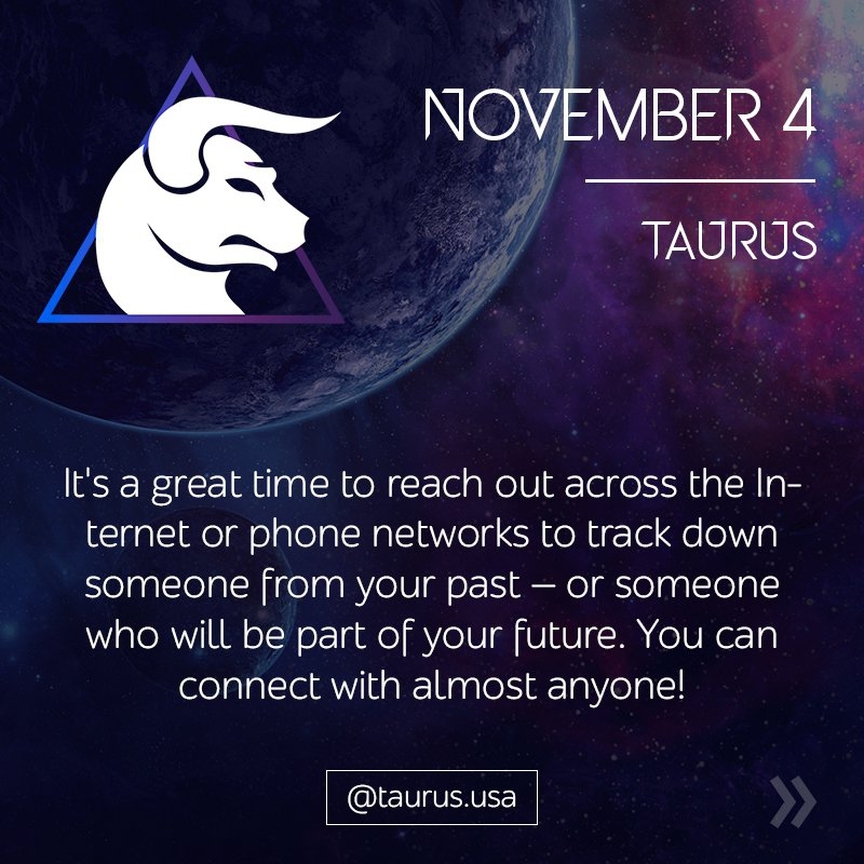 NOVEMBER 4
TAURUS
It's a great time to reach out across the In-
ternet or phone networks to track down
someone from your past – or someone
who will be part of your future. You can
connect with almost anyone!
@taurus.usa